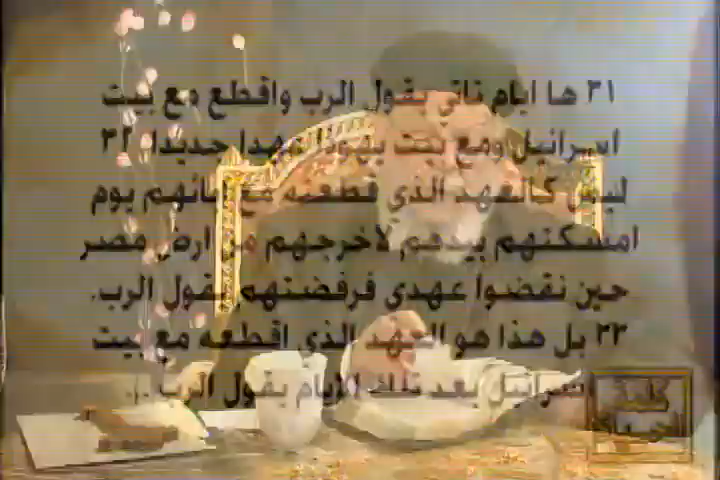 ٣١ ها ايام تاتي يقول الرب واقطع مع بيت
اسرائيل ومع بيت يهوذا عهدا جديدا. ٣٢
ليس كالعهد الذي قطعته مع ابائهم يوم
امسكتهم بيدهم لاخرجهم من ارض مصر
حين نقضوا عهدي فرفضتهم يقول الرب.
٣٣ بل هذا هو العهد الذي اقطعه مع بيت
اسرائيل بعد تلك الايام يقول الرب..
كلمة
الحياة